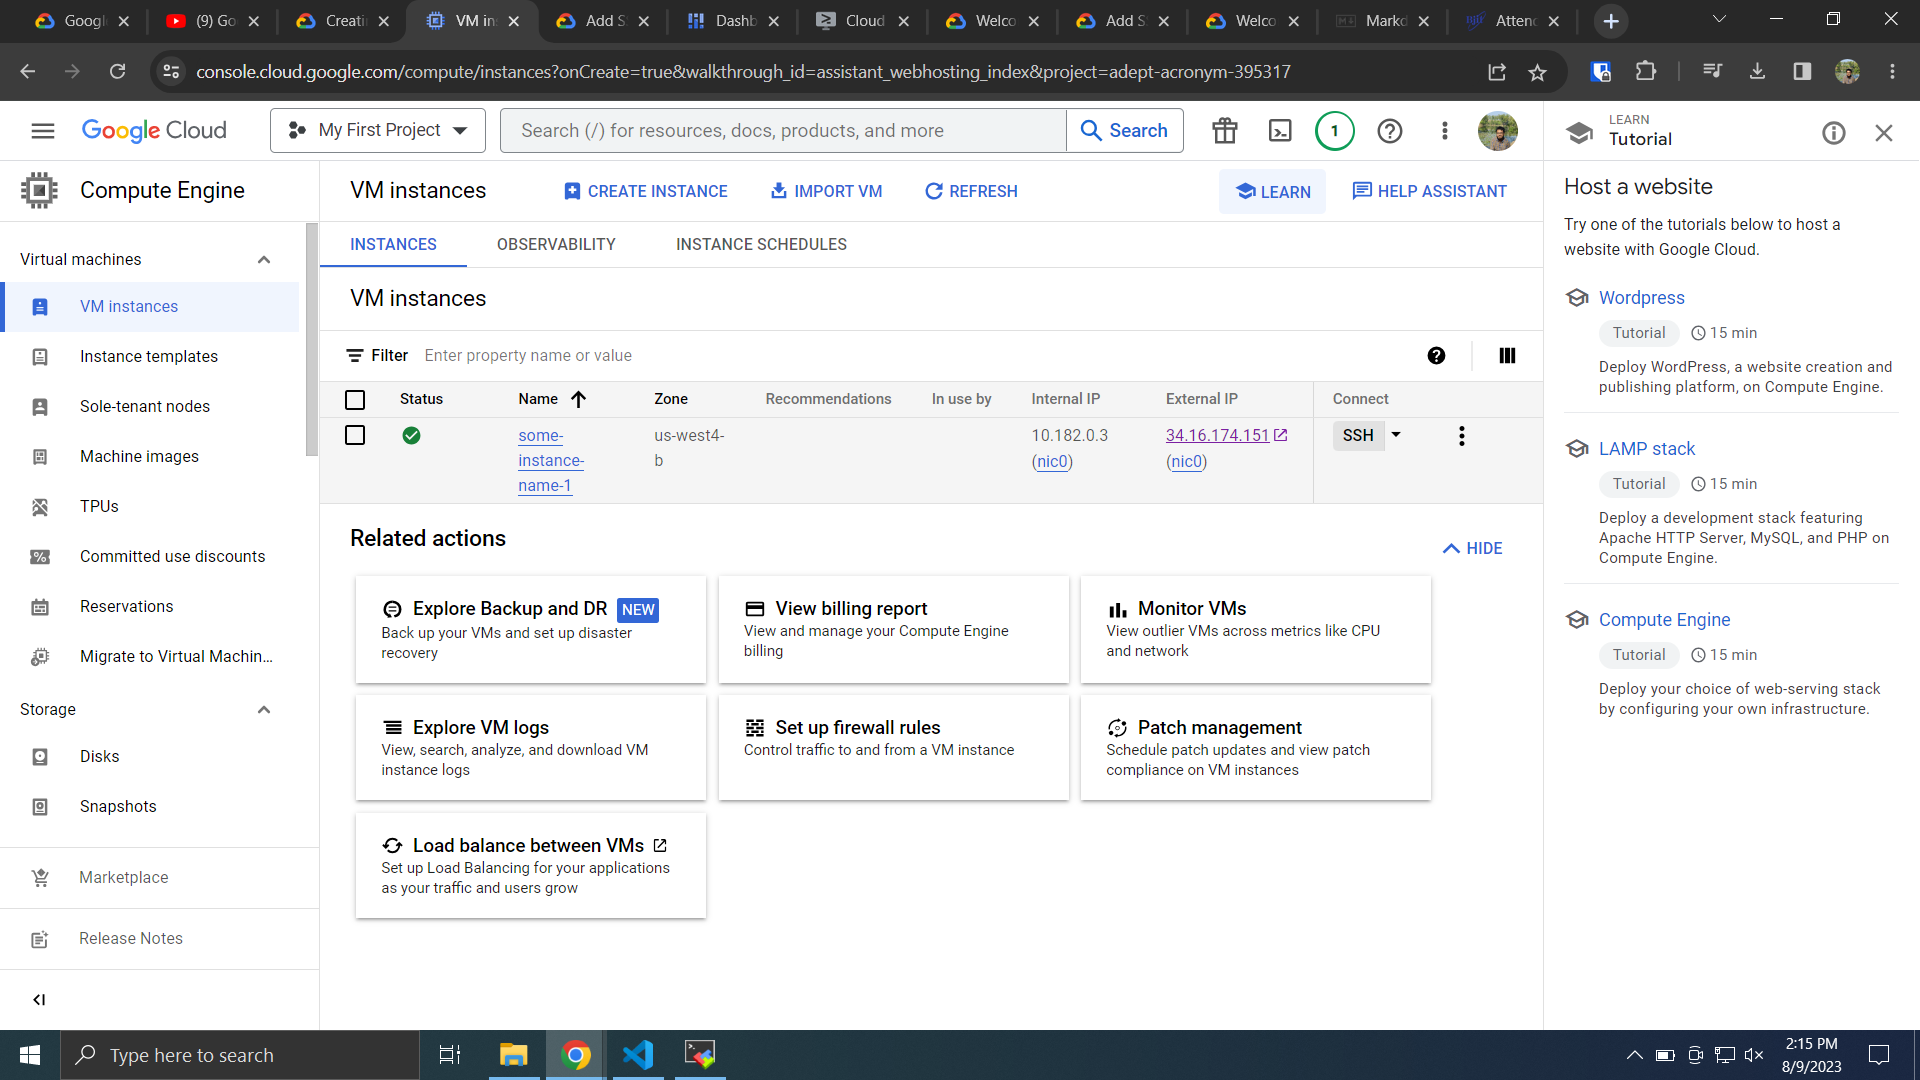 Googl
(9) Go
Creati
VM in
Add S
Dashb
Cloud
Welco
Add S
Welco
Markd
Atten
console.cloud.google.com/compute/instances?onCreate=true&walkthrough_id=assistant_webhosting_index&project=adept-acronym-395317
Google Cloud
My First Project
Search (/) for resources, docs, products, and more
Search
1
LEARN
Tutorial
Compute Engine
VM instances
CREATE INSTANCE
IMPORT VM
REFRESH
LEARN
HELP ASSISTANT
Virtual machines
VM instances
Instance templates
Sole-tenant nodes
Machine images
TPUs
Committed use discounts
Reservations
Migrate to Virtual Machin...
Storage
Disks
Snapshots
Marketplace
Release Notes
INSTANCES
OBSERVABILITY
INSTANCE SCHEDULES
VM instances
Filter
Enter property name or value
Status
Name
Zone
Recommendations
In use by
Internal IP
External IP
Connect
some-
instance-
name-1
us-west4-
b
10.182.0.3
(nic0)
34.16.174.151
(nic0)
SSH
Related actions
HIDE
Explore Backup and DR NEW
Back up your VMs and set up disaster
recovery
View billing report
View and manage your Compute Engine
billing
Monitor VMs
View outlier VMs across metrics like CPU
and network
Explore VM logs
View, search, analyze, and download VM
instance logs
Set up firewall rules
Control traffic to and from a VM instance
Patch management
Schedule patch updates and view patch
compliance on VM instances
Load balance between VMs
Set up Load Balancing for your applications
as your traffic and users grow
Host a website
Try one of the tutorials below to host a
website with Google Cloud.
Wordpress
Tutorial
15 min
Deploy WordPress, a website creation and
publishing platform, on Compute Engine.
LAMP stack
Tutorial
15 min
Deploy a development stack featuring
Apache HTTP Server, MySQL, and PHP on
Compute Engine.
Compute Engine
Tutorial
15 min
Deploy your choice of web-serving stack
by configuring your own infrastructure.
Type here to search
2:15 PM
8/9/2023